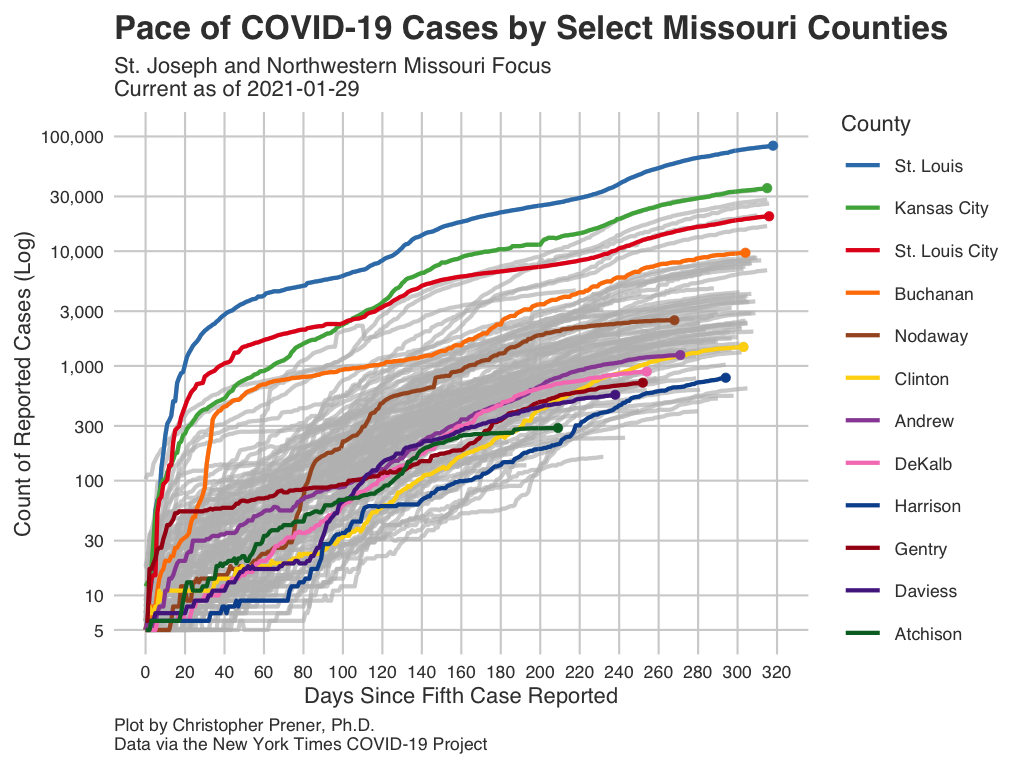 Pace of COVID-19 Cases by Select Missouri Counties
St. Joseph and Northwestern Missouri Focus
Current as of 2021-01-29
Count of Reported Cases (Log)
100,000
30,000
10,000
3,000
1,000
300
100
30
10
5
0 20 40 60 80 100 120 140 160 180 200 220 240 260 280 300 320
Days Since Fifth Case Reported
County
St. Louis
Kansas City
St. Louis City
Buchanan
Nodaway
Clinton
Andrew
DeKalb
Harrison
Gentry
Daviess
Atchison
Plot by Christopher Prener, Ph.D.
Data via the New York Times COVID-19 Project